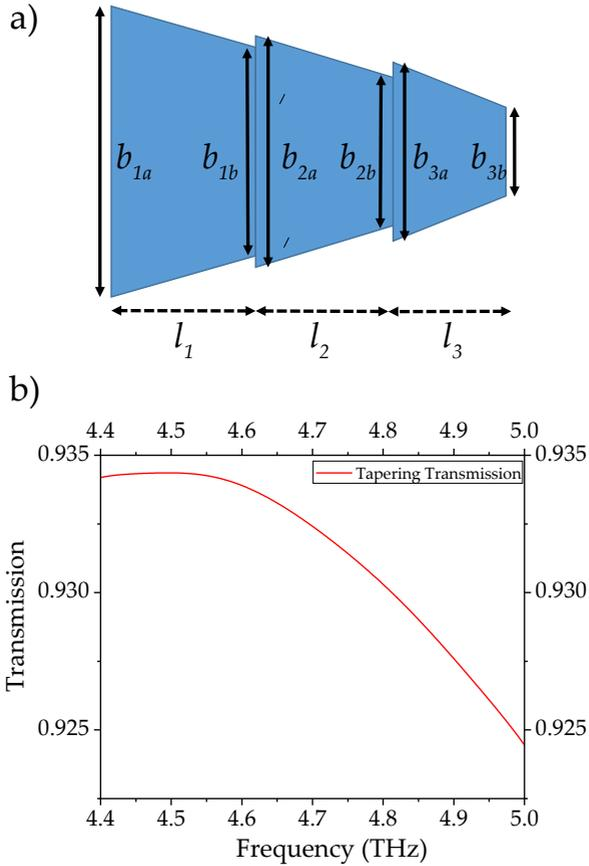 a)
b1a b1b b2a b2b b3a b3b
l1 l2 l3
b)
4.4 4.5 4.6 4.7 4.8 4.9 5.0
0.935 0.935
Tapering Transmission
0.930 0.930
0.925 0.925
Transmission
4.4 4.5 4.6 4.7 4.8 4.9 5.0
Frequency (THz)